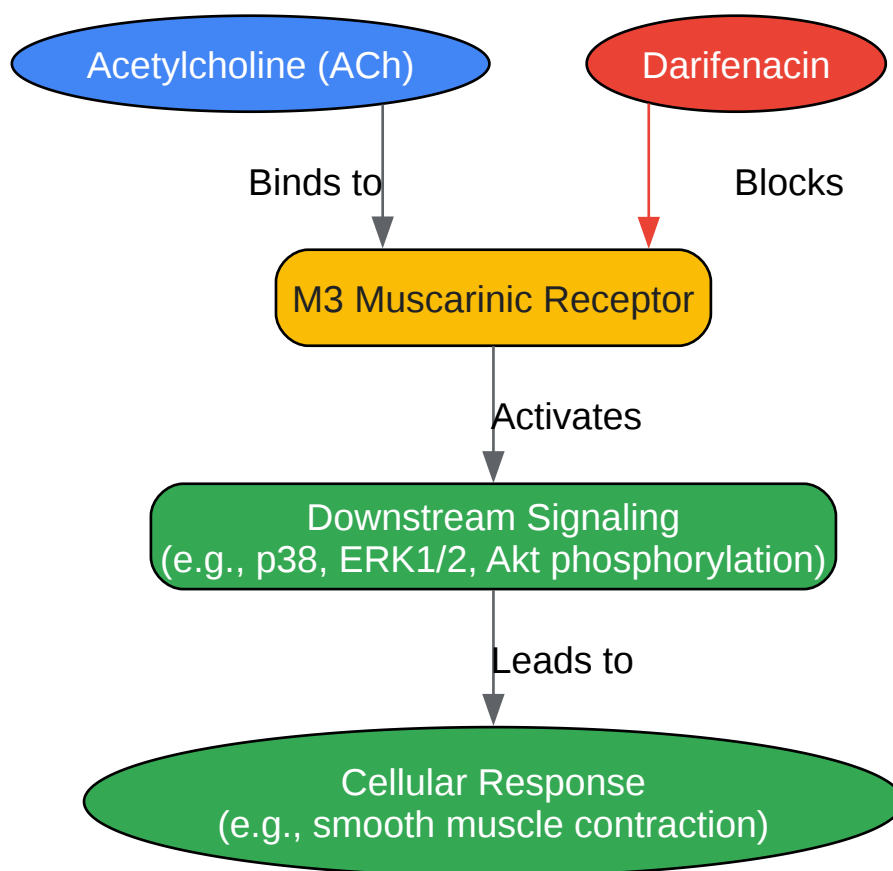 Acetylcholine (ACh)
Darifenacin
Binds to
Blocks
M3 Muscarinic Receptor
Activates
Downstream Signaling
(e.g., p38, ERK1/2, Akt phosphorylation)
Leads to
Cellular Response
(e.g., smooth muscle contraction)